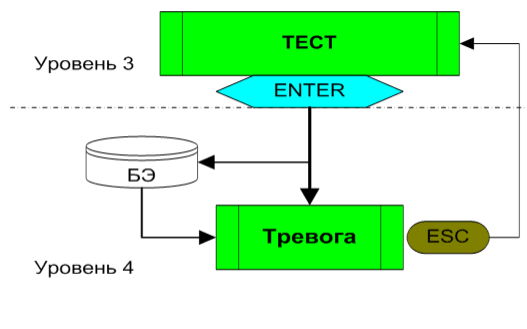 ТЕСТ
Уровень 3
ENTER
БЭ
Тревога
ESC
Уровень 4